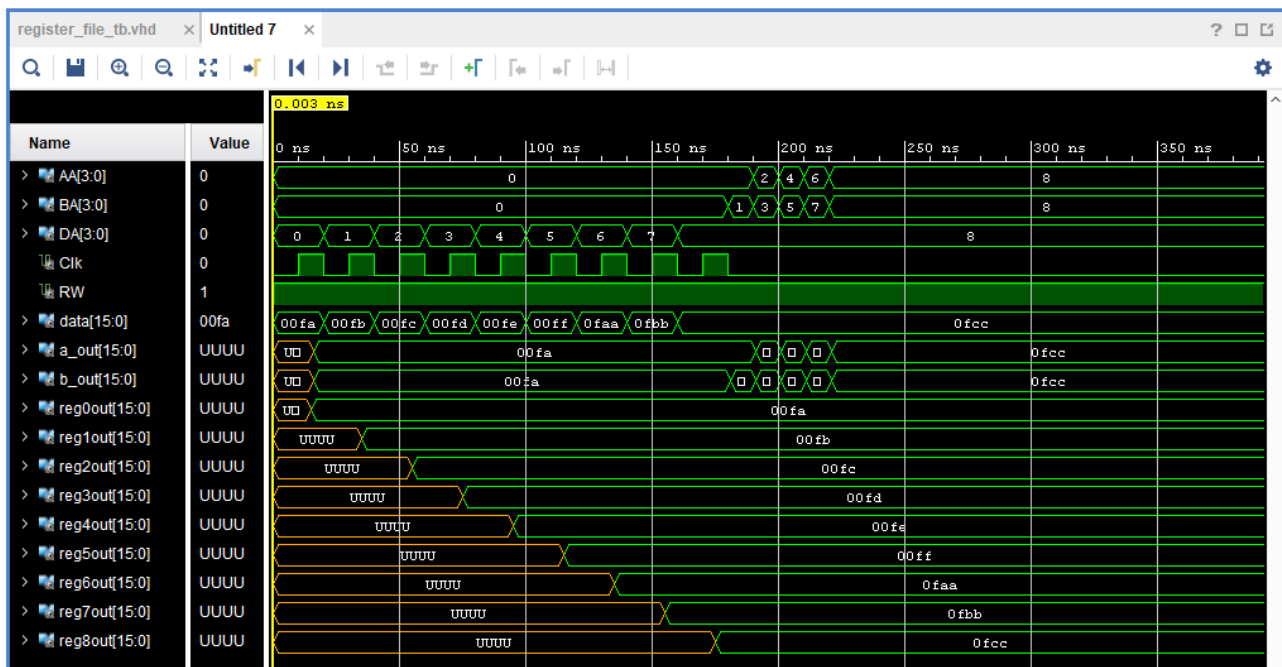 register_file_tb.vhd × Untitled 7 × ?
0.003 ns
Name Value 0 ns 50 ns 100 ns 150 ns 200 ns 250 ns 300 ns 350 ns
AA[3:0] 0 0 2 4 6 8
BA[3:0] 0 0 1 3 5 7 8
DA[3:0] 0 0 1 2 3 4 5 6 7 8
Clk 0
RW 1
data[15:0] 00fa 00fa 00fb 00fc 00fd 00fe 00ff 0faa 0fbb 0fcc
a_out[15:0] UUUU U 00fa 0fcc
b_out[15:0] UUUU U 00fa 0fcc
reg0out[15:0] UUUU U 00fa
reg1out[15:0] UUUU UUUU 00fb
reg2out[15:0] UUUU UUUU 00fc
reg3out[15:0] UUUU UUUU 00fd
reg4out[15:0] UUUU UUUU 00fe
reg5out[15:0] UUUU UUUU 00ff
reg6out[15:0] UUUU UUUU 0faa
reg7out[15:0] UUUU UUUU 0fbb
reg8out[15:0] UUUU UUUU 0fcc